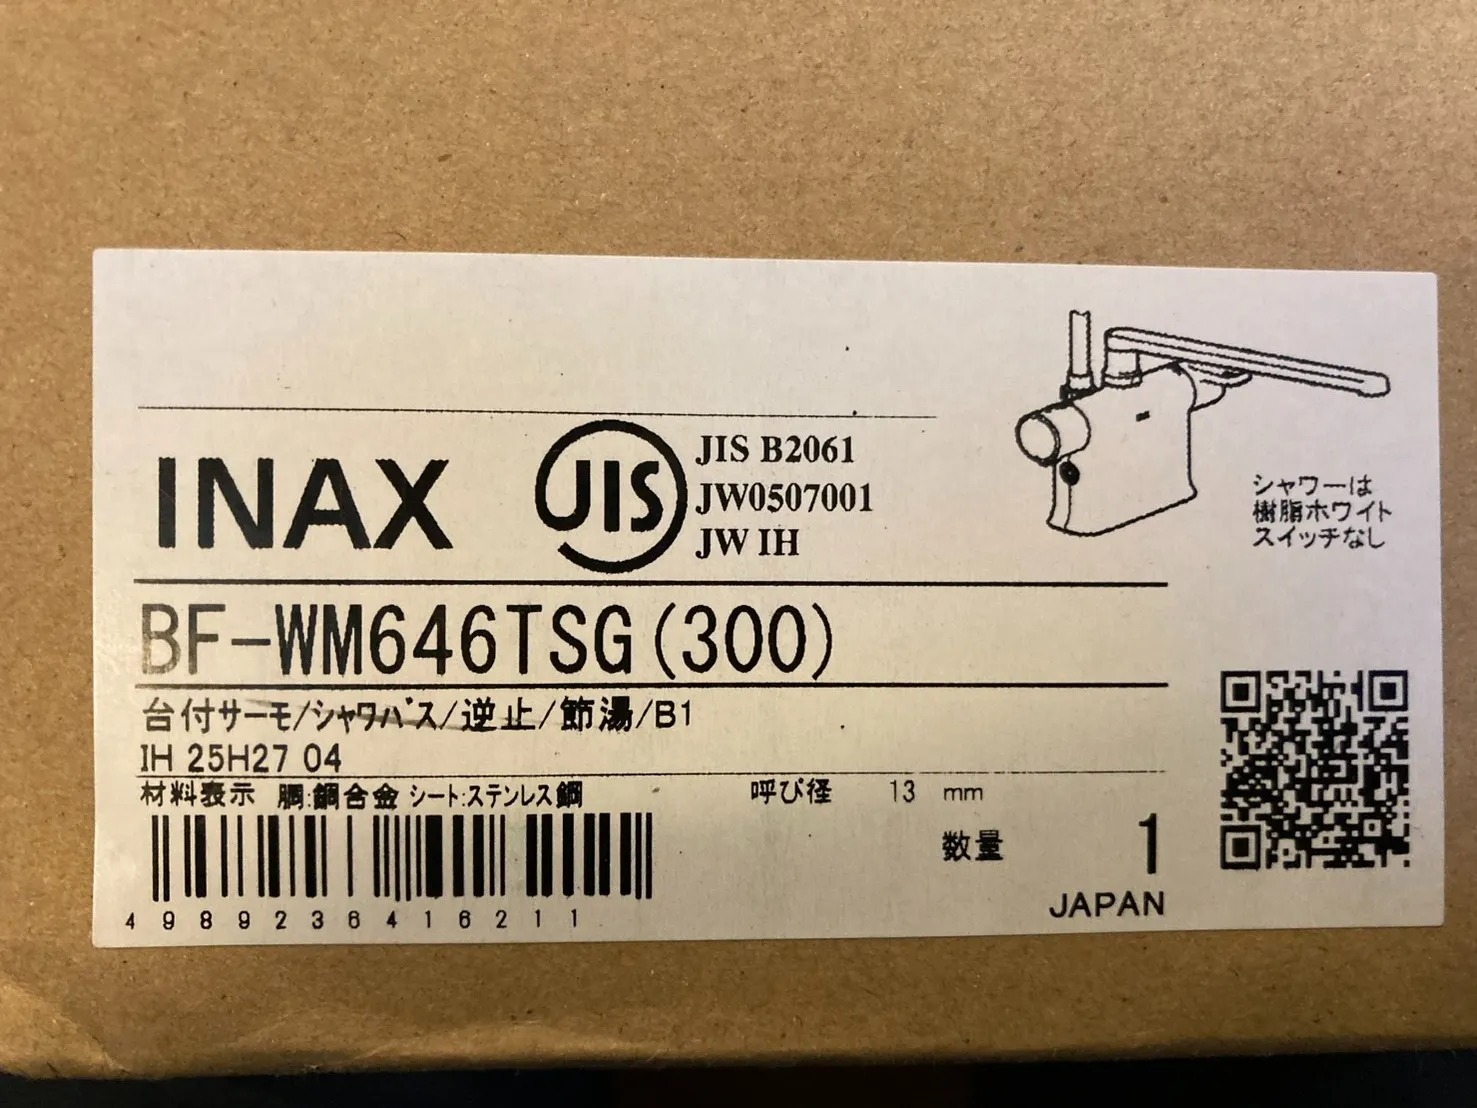 INAX
JIS
JIS B2061
JW0507001
JW IH
シャワーは
樹脂ホワイト
スイッチなし
BF-WM646TSG(300)
台付サーモ/シャワバス/逆止/節湯/B1
IH 25H27 04
材料表示 胴:銅合金 シート:ステンレス鋼
呼び径 13 mm
数量 1
JAPAN
4989236416211